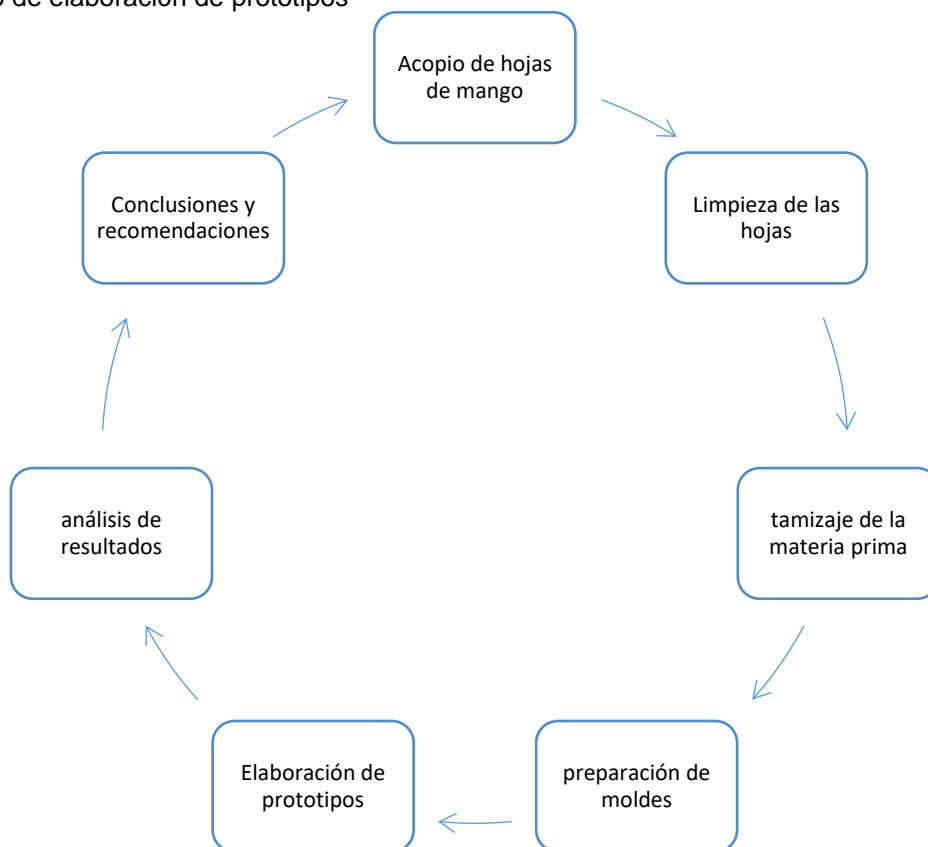 de elaboración de prototipos
Acopio de hojas
de mango
Limpieza de las
hojas
tamizaje de la
materia prima
preparación de
moldes
Elaboración de
prototipos
análisis de
resultados
Conclusiones y
recomendaciones